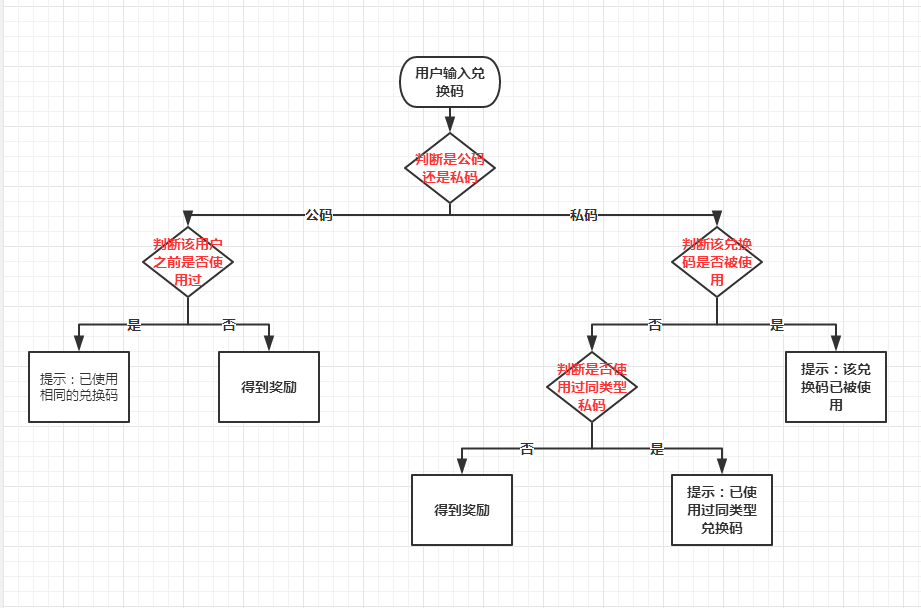 用户输入兑
换码
判断是公码
还是私码
公码
私码
判断该用户
之前是否使
用过
判断该兑换
码是否被使
用
是
否
否
是
提示：已使用
相同的兑换码
得到奖励
判断是否使
用过同类型
私码
提示：该兑
换码已被使
用
否
是
得到奖励
提示：已使
用过同类型
兑换码